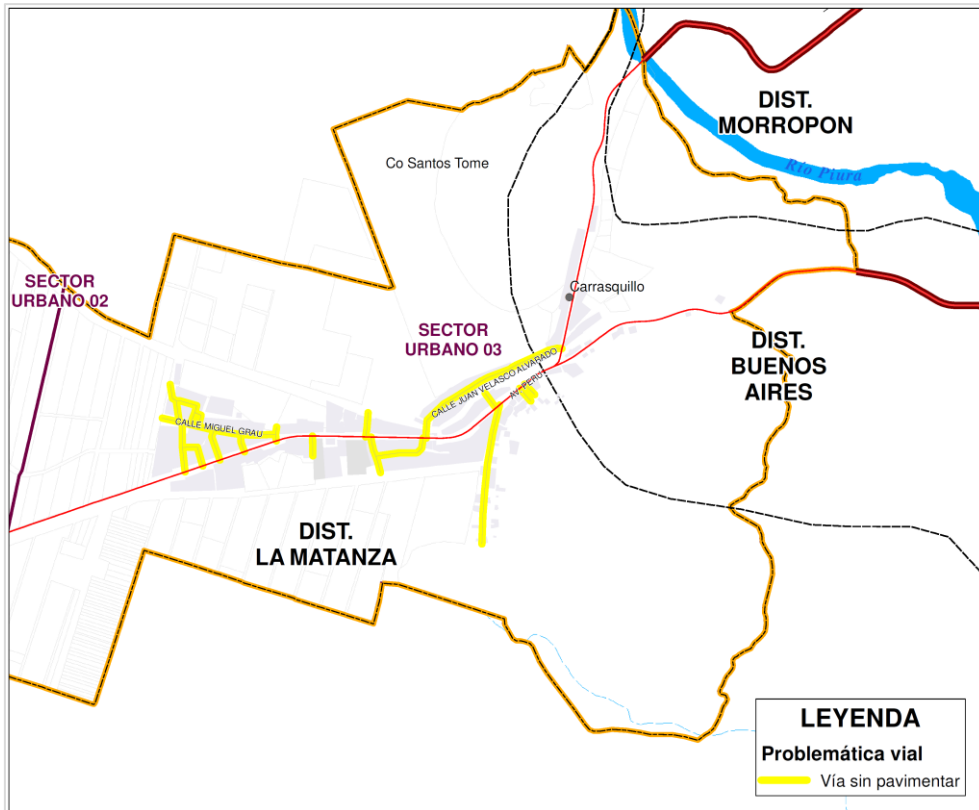 DIST.
MORROPON
Co Santos Tome
Río Piura
SECTOR
URBANO 02
Carrasquillo
SECTOR
URBANO 03
DIST.
BUENOS
AIRES
CALLE JUAN VELASCO ALVARADO
AV. PERU
CALLE MIGUEL GRAU
DIST.
LA MATANZA
LEYENDA
Problemática vial
Vía sin pavimentar